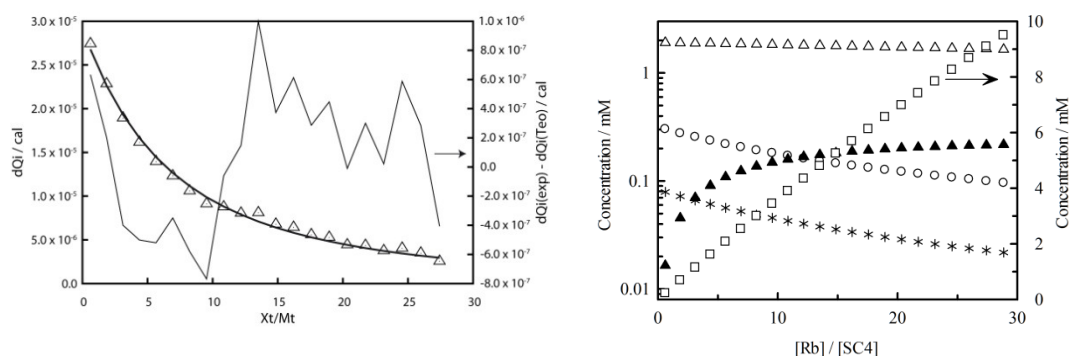 dQi / cal
3.0 x 10⁻⁵
2.5 x 10⁻⁵
2.0 x 10⁻⁵
1.5 x 10⁻⁵
1.0 x 10⁻⁵
5.0 x 10⁻⁶
0.0
0 5 10 15 20 25 30
Xt/Mt
1.0 x 10⁻⁶
8.0 x 10⁻⁷
6.0 x 10⁻⁷
4.0 x 10⁻⁷
2.0 x 10⁻⁷
0.0
-2.0 x 10⁻⁷
-4.0 x 10⁻⁷
-6.0 x 10⁻⁷
-8.0 x 10⁻⁷
dQi(exp) - dQi(Teo) / cal
Concentration / mM
1
0.1
0.01
0 10 20 30
[Rb] / [SC4]
10
8
6
4
2
0
Concentration / mM